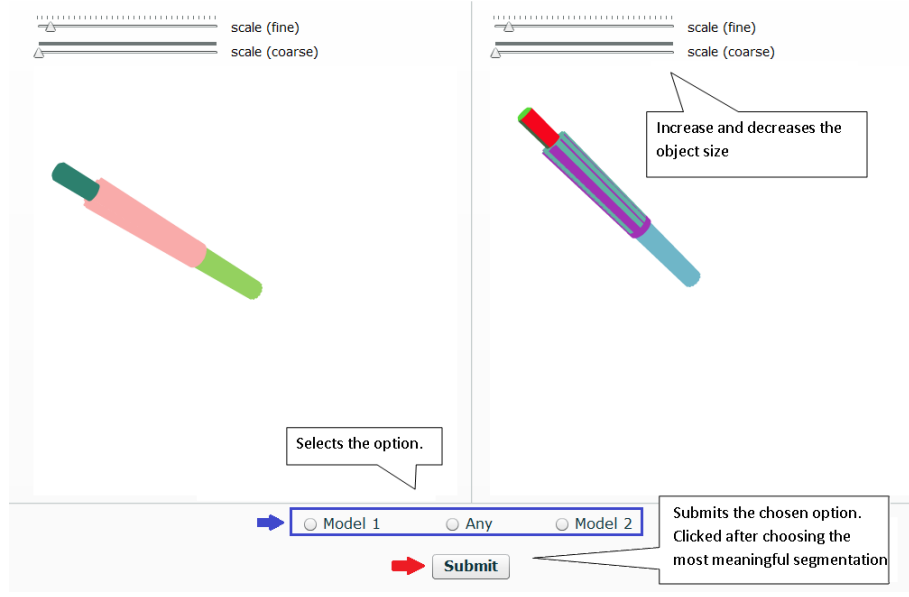 scale (fine)
scale (coarse)
scale (fine)
scale (coarse)
Increase and decreases the
object size
Selects the option.
Model 1
Any
Model 2
Submit
Submits the chosen option.
Clicked after choosing the
most meaningful segmentation